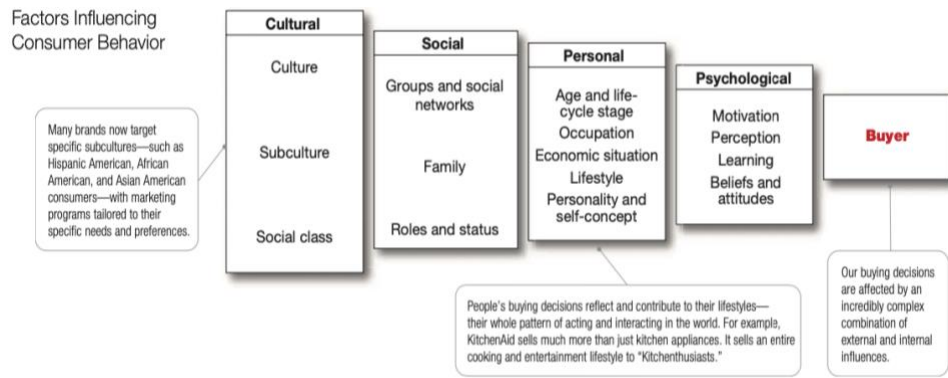 Factors Influencing
Consumer Behavior
Many brands now target
specific subcultures—such as
Hispanic American, African
American, and Asian American
consumers—with marketing
programs tailored to their
specific needs and preferences.
Cultural
Culture
Subculture
Social class
Social
Groups and social
networks
Family
Roles and status
Personal
Age and life-
cycle stage
Occupation
Economic situation
Lifestyle
Personality and
self-concept
Psychological
Motivation
Perception
Learning
Beliefs and
attitudes
Buyer
People's buying decisions reflect and contribute to their lifestyles—
their whole pattern of acting and interacting in the world. For example,
KitchenAid sells much more than just kitchen appliances. It sells an entire
cooking and entertainment lifestyle to “Kitchenthusiasts.”
Our buying decisions
are affected by an
incredibly complex
combination of
external and internal
influences.